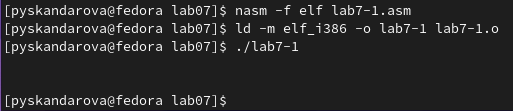 [pyskandarova@fedora lab07]$ nasm -f elf lab7-1.asm
[pyskandarova@fedora lab07]$ ld -m elf_i386 -o lab7-1 lab7-1.o
[pyskandarova@fedora lab07]$ ./lab7-1
[pyskandarova@fedora lab07]$